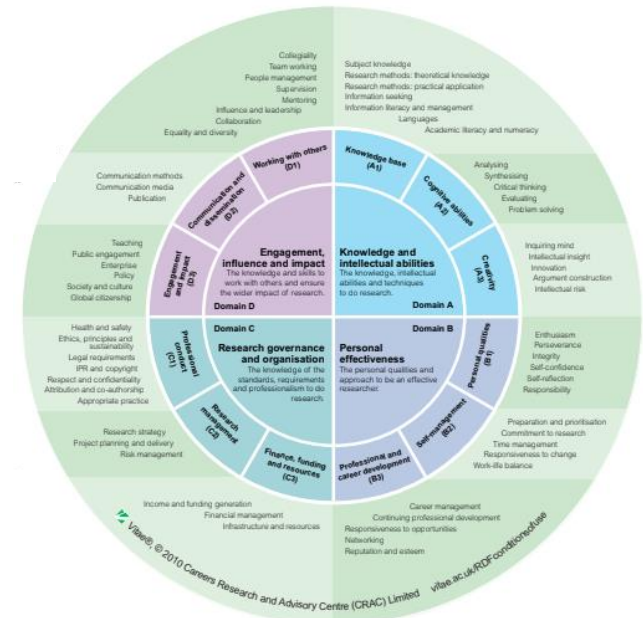 Collegiality
Team working
People management
Supervision
Mentoring
Influence and leadership
Collaboration
Equality and diversity
Subject knowledge
Research methods: theoretical knowledge
Research methods: practical application
Information seeking
Information literacy and management
Languages
Academic literacy and numeracy
Communication methods
Communication media
Publication
Analysing
Synthesising
Critical thinking
Evaluating
Problem solving
Teaching
Public engagement
Enterprise
Policy
Society and culture
Global citizenship
Inquiring mind
Intellectual insight
Innovation
Argument construction
Intellectual risk
Health and safety
Ethics, principles and
sustainability
Legal requirements
IPR and copyright
Respect and confidentiality
Attribution and co-authorship
Appropriate practice
Enthusiasm
Perseverance
Integrity
Self-confidence
Self-reflection
Responsibility
Research strategy
Project planning and delivery
Risk management
Preparation and prioritisation
Commitment to research
Time management
Responsiveness to change
Work-life balance
Income and funding generation
Financial management
Infrastructure and resources
Career management
Continuing professional development
Responsiveness to opportunities
Networking
Reputation and esteem
Working with others
(D1)
Communication and
dissemination
(D2)
Engagement
and impact
(D3)
Knowledge base
(A1)
Cognitive abilities
(A2)
Creativity
(A3)
Personal qualities
(B1)
Self-management
(B2)
Professional and
career development
(B3)
Professional
conduct
(C1)
Research
management
(C2)
Finance, funding
and resources
(C3)
Engagement,
influence and impact
The knowledge and skills to
work with others and ensure
the wider impact of research.
Domain D
Knowledge and
intellectual abilities
The knowledge, intellectual
abilities and techniques
to do research.
Domain A
Domain C
Research governance
and organisation
The knowledge of the
standards, requirements
and professionalism to do
research.
Domain B
Personal
effectiveness
The personal qualities and
approach to be an effective
researcher.
Vitae®, © 2010 Careers Research and Advisory Centre (CRAC) Limited
vitae.ac.uk/RDFconditionsofuse